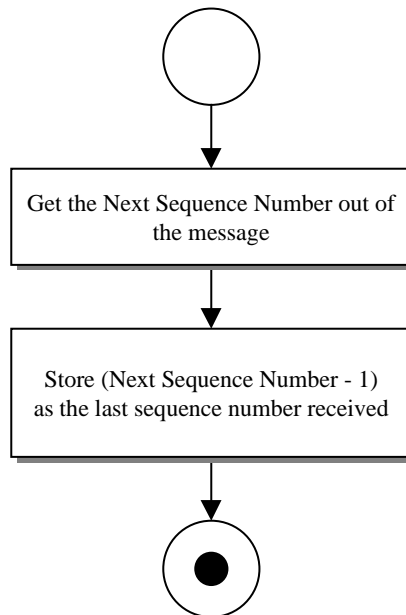 Get the Next Sequence Number out of
the message
Store (Next Sequence Number - 1)
as the last sequence number received